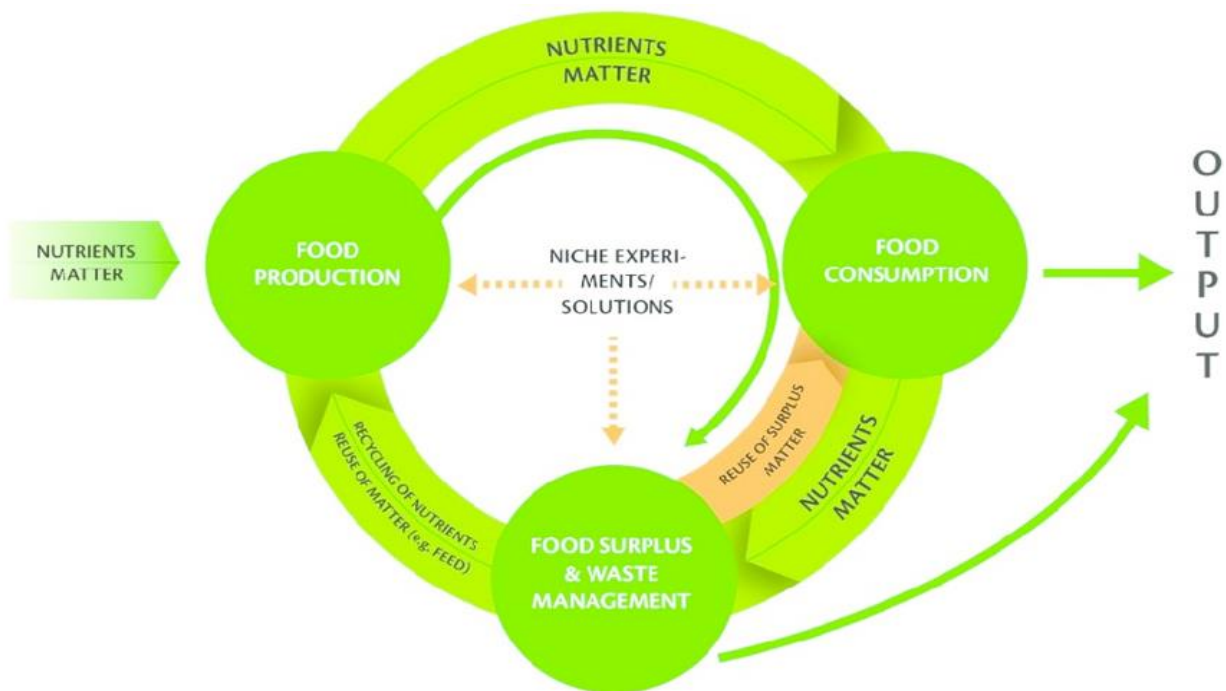 NUTRIENTS
MATTER
NUTRIENTS
MATTER
FOOD
PRODUCTION
NICHE EXPERI-
MENTS/
SOLUTIONS
FOOD
CONSUMPTION
OUTPUT
RECYCLING OF NUTRIENTS
REUSE OF MATTER (e.g. FEED)
REUSE OF SURPLUS
MATTER
NUTRIENTS
MATTER
FOOD SURPLUS
& WASTE
MANAGEMENT